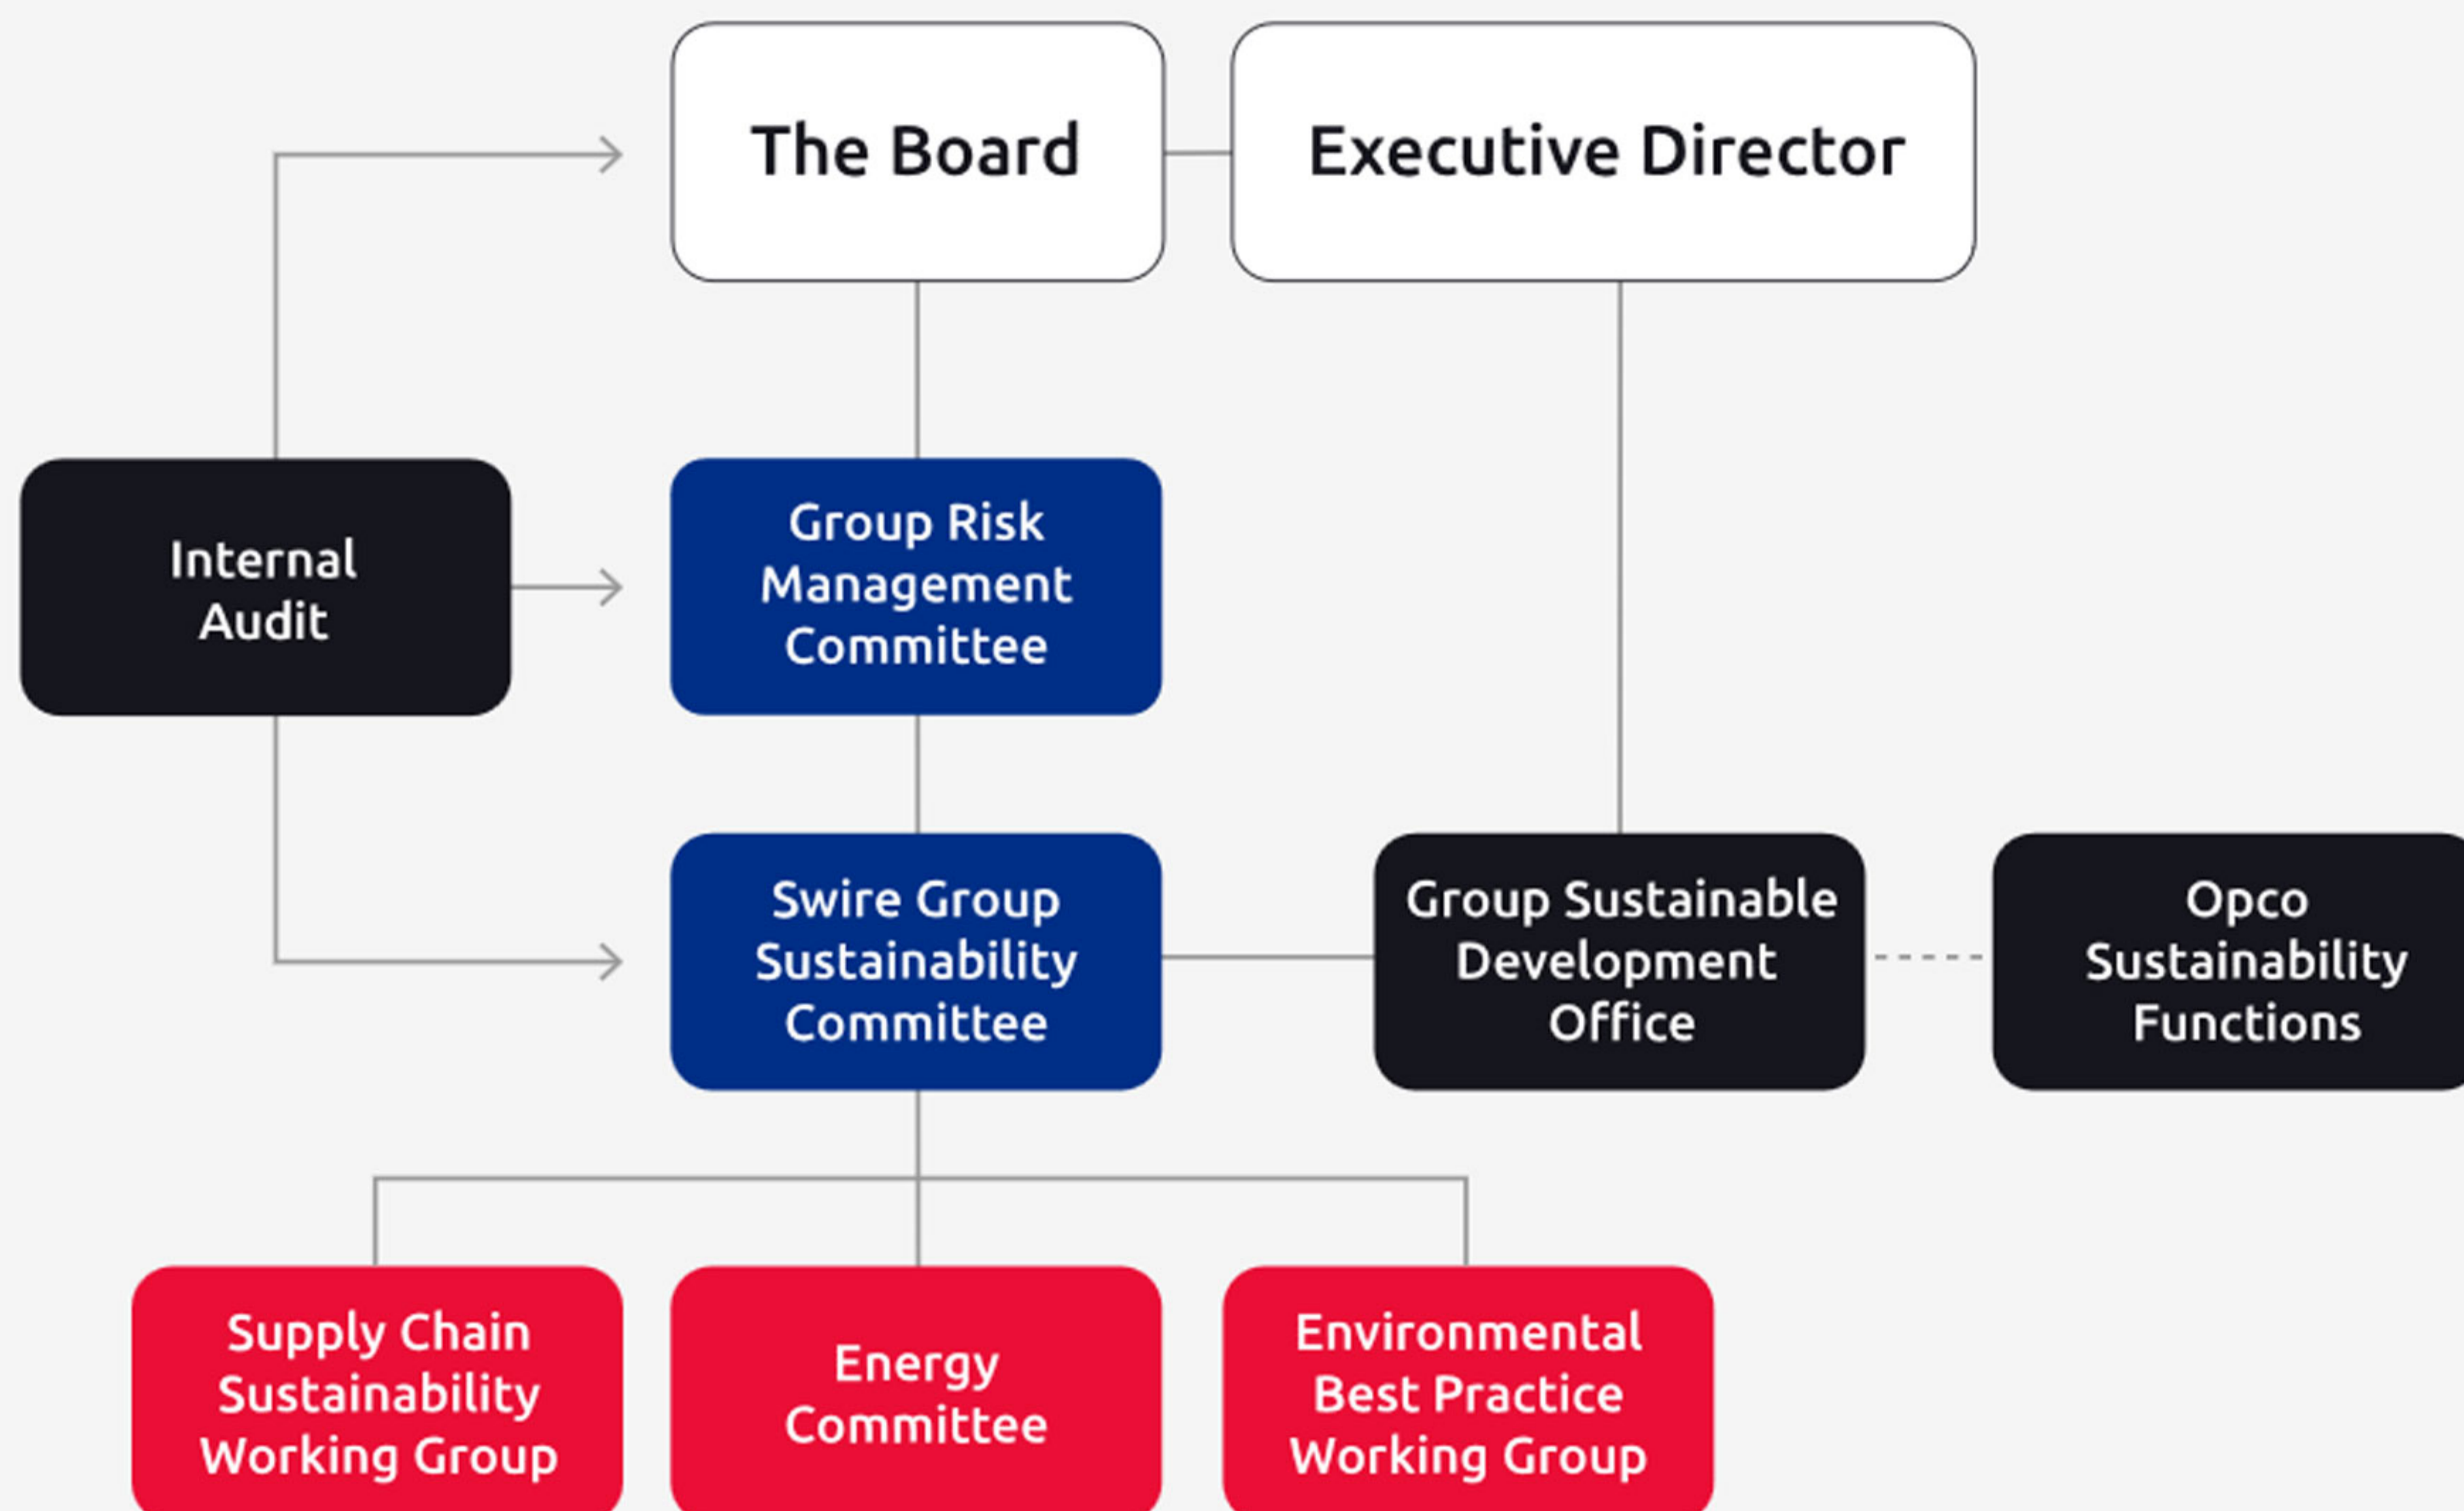 The Board
Executive Director
Internal
Audit
Group Risk
Management
Committee
Swire Group
Sustainability
Committee
Group Sustainable
Development
Office
Opco
Sustainability
Functions
Supply Chain
Sustainability
Working Group
Energy
Committee
Environmental
Best Practice
Working Group